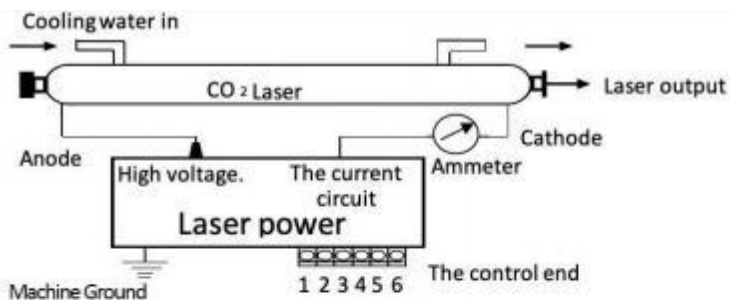 Cooling water in
CO 2 Laser
Laser output
Anode
Cathode
Ammeter
High voltage.
The current
circuit
Laser power
1 2 3 4 5 6
The control end
Machine Ground